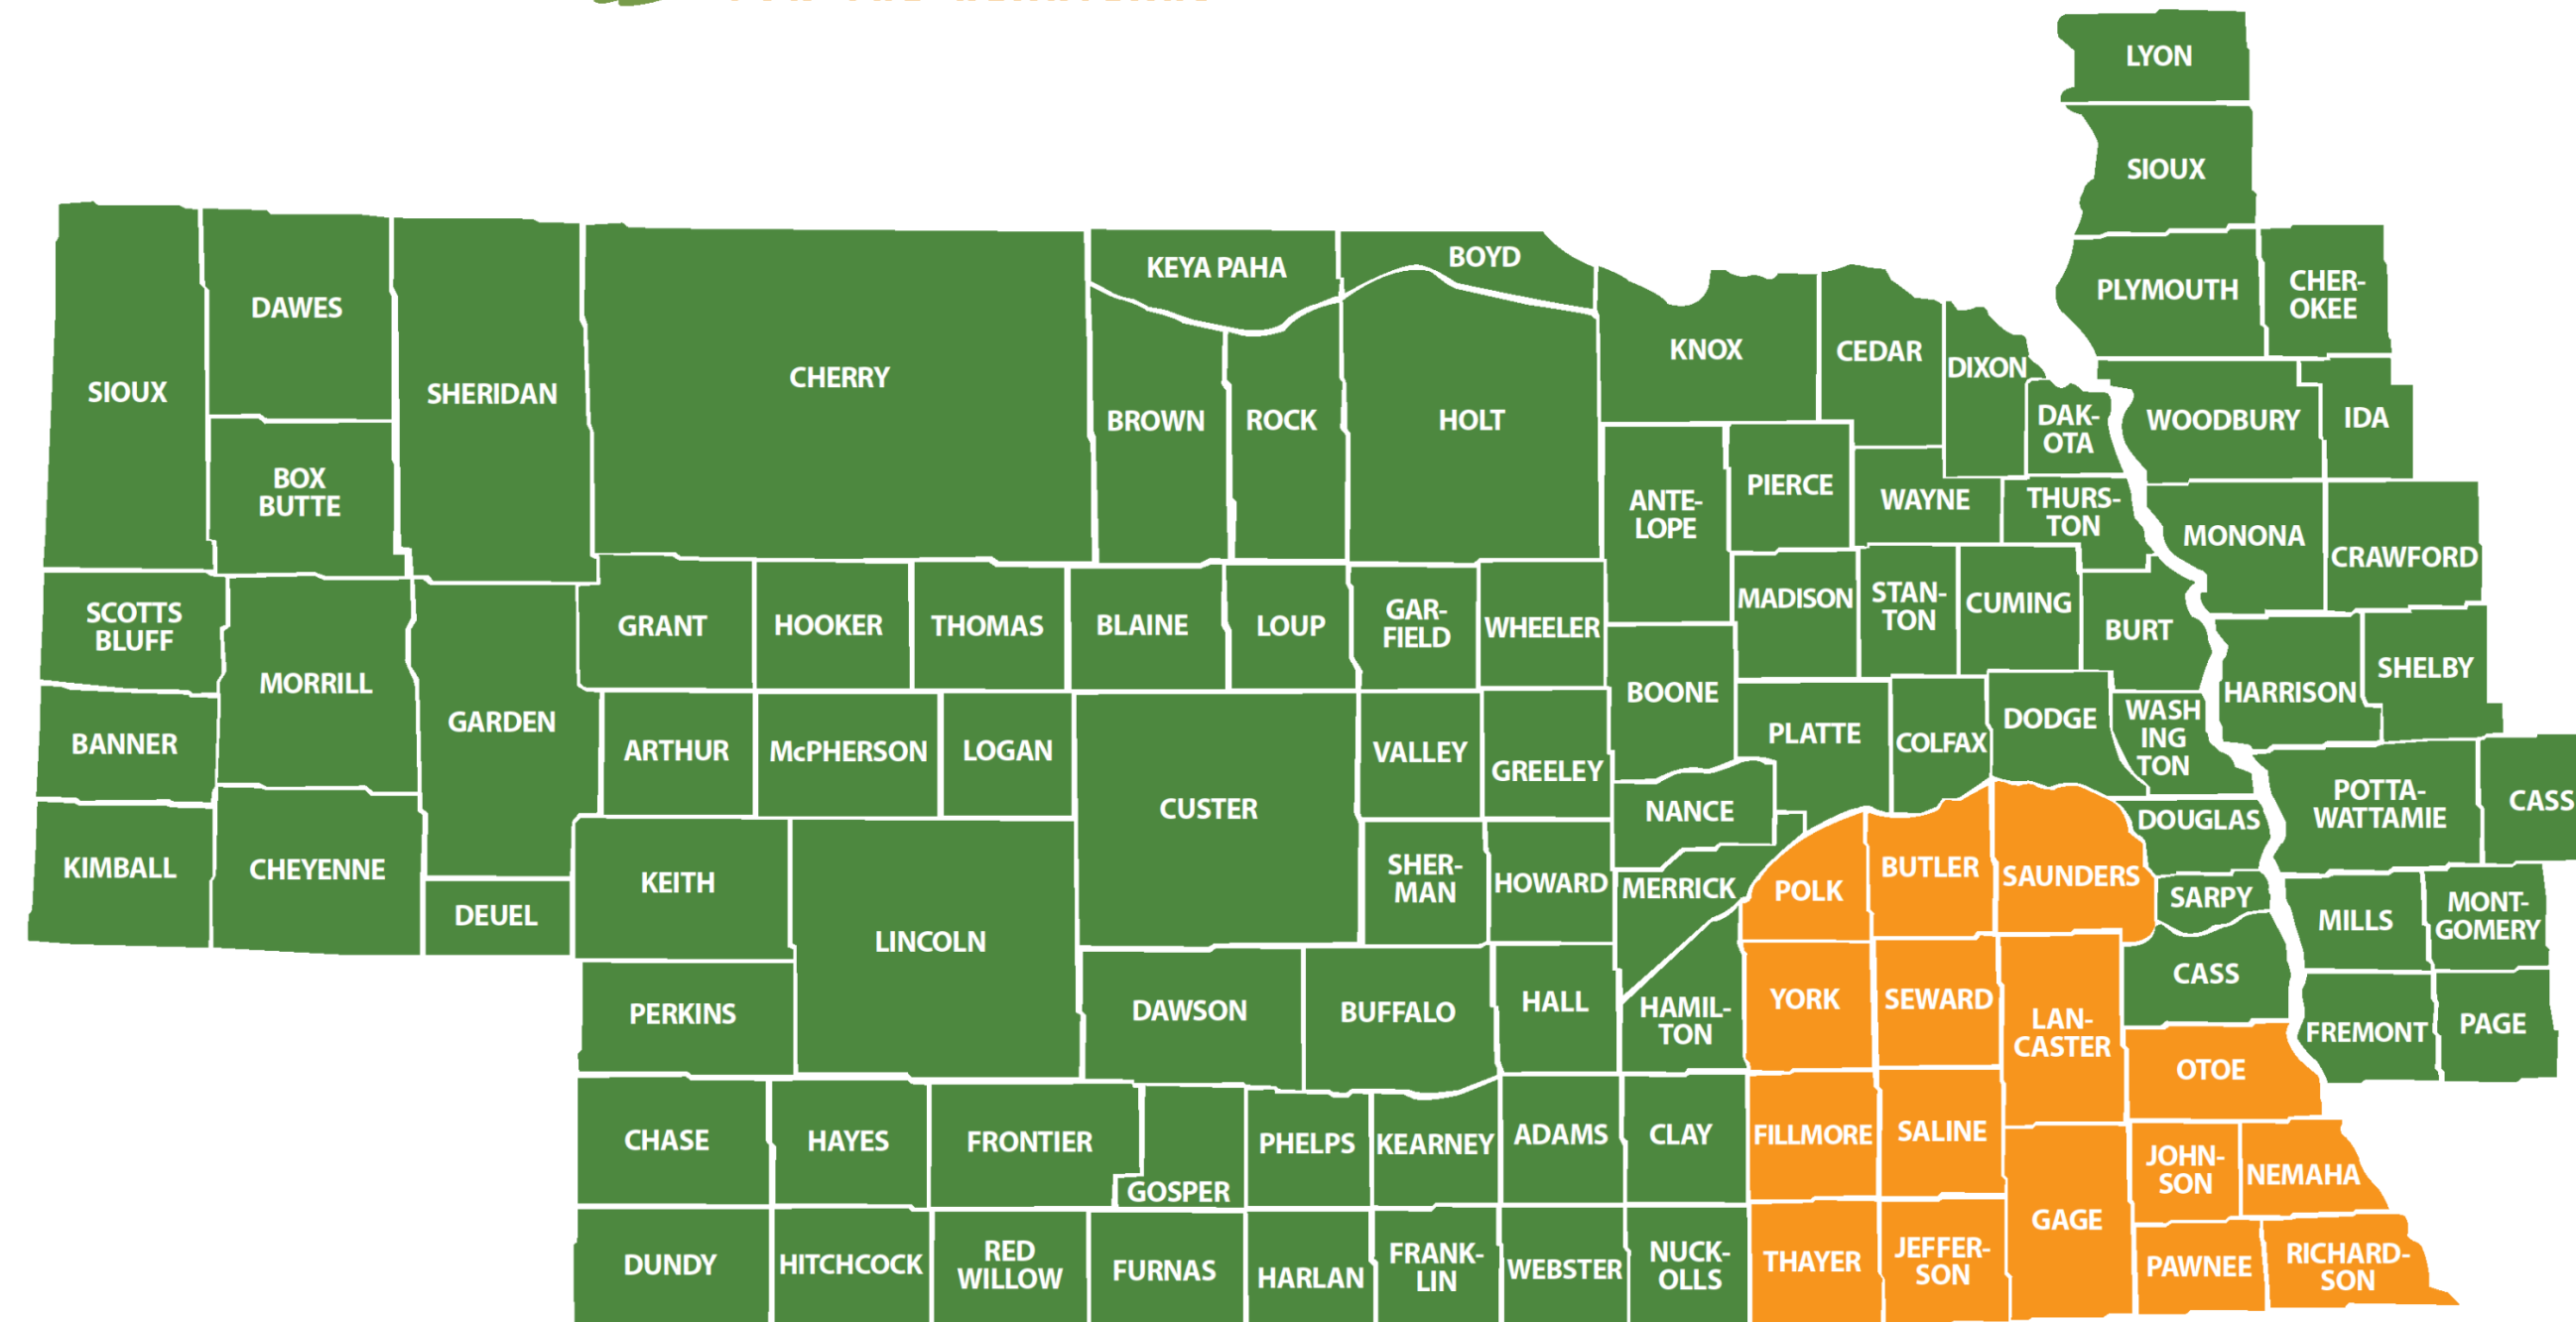 LYON
SIOUX
PLYMOUTH
CHER-
OKEE
KEYA PAHA
BOYD
DAWES
SIOUX
SHERIDAN
CHERRY
BROWN
ROCK
HOLT
KNOX
CEDAR
DIXON
DAK-
OTA
WOODBURY
IDA
BOX
BUTTE
ANTE-
LOPE
PIERCE
WAYNE
THURS-
TON
MONONA
CRAWFORD
SCOTTS
BLUFF
MORRILL
GRANT
HOOKER
THOMAS
BLAINE
LOUP
GAR-
FIELD
WHEELER
MADISON
STAN-
TON
CUMING
BURT
BOONE
HARRISON
SHELBY
BANNER
GARDEN
ARTHUR
McPHERSON
LOGAN
CUSTER
VALLEY
GREELEY
PLATTE
COLFAX
DODGE
WASH
ING
TON
NANCE
DOUGLAS
POTTA-
WATTAMIE
CASS
KIMBALL
CHEYENNE
DEUEL
KEITH
LINCOLN
SHER-
MAN
HOWARD
MERRICK
POLK
BUTLER
SAUNDERS
SARPY
MILLS
MONT-
GOMERY
PERKINS
DAWSON
BUFFALO
HALL
HAMIL-
TON
YORK
SEWARD
LAN-
CASTER
CASS
FREMONT
PAGE
OTOE
CHASE
HAYES
FRONTIER
GOSPER
PHELPS
KEARNEY
ADAMS
CLAY
FILLMORE
SALINE
JOHN-
SON
NEMAHA
GAGE
DUNDY
HITCHCOCK
RED
WILLOW
FURNAS
HARLAN
FRANK-
LIN
WEBSTER
NUCK-
OLLS
THAYER
JEFFER-
SON
PAWNEE
RICHARD-
SON